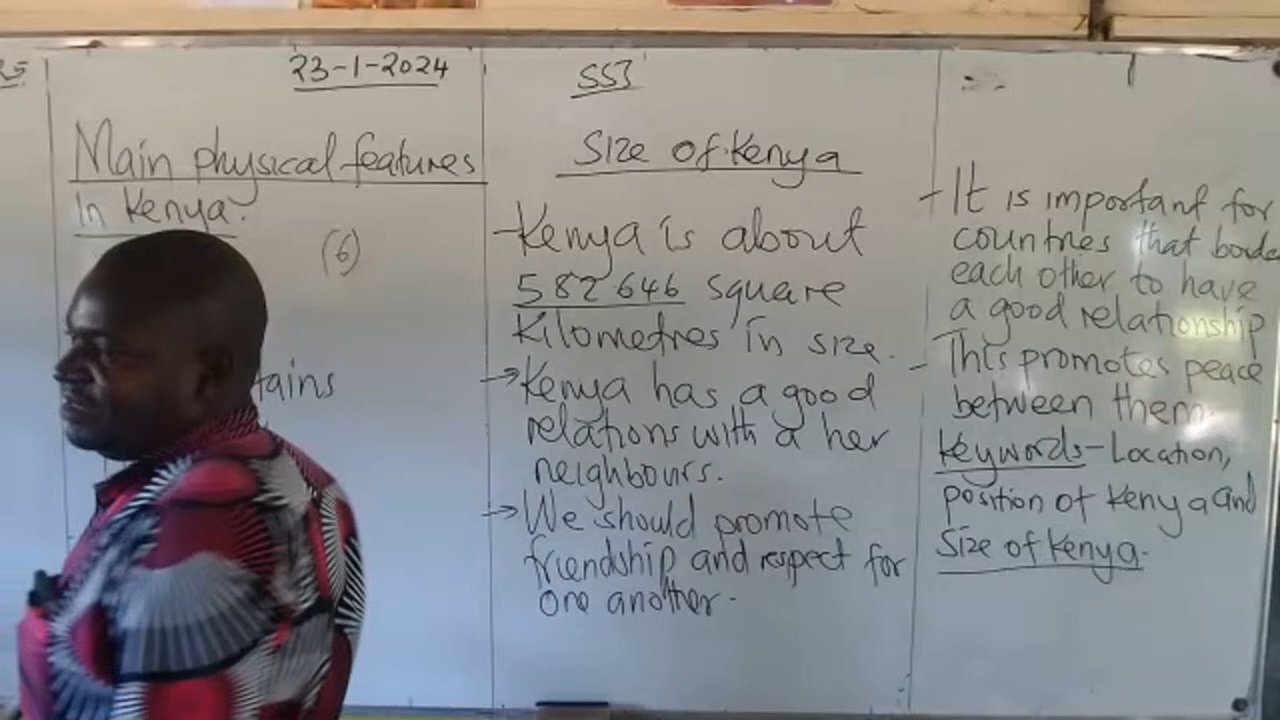 23-1-2024
Main physical features
in Kenya.
(6)
tains
SS3
Size of Kenya
-Kenya is about
582 646 square
kilometres in size.
→Kenya has a good
relations with a her
neighbours.
→We should promote
friendship and respect for
one another.
-It is important for
countries that borde
each other to have
a good relationship
-This promotes peace
between them.
Keywords-Location,
position of Kenya and
Size of Kenya.